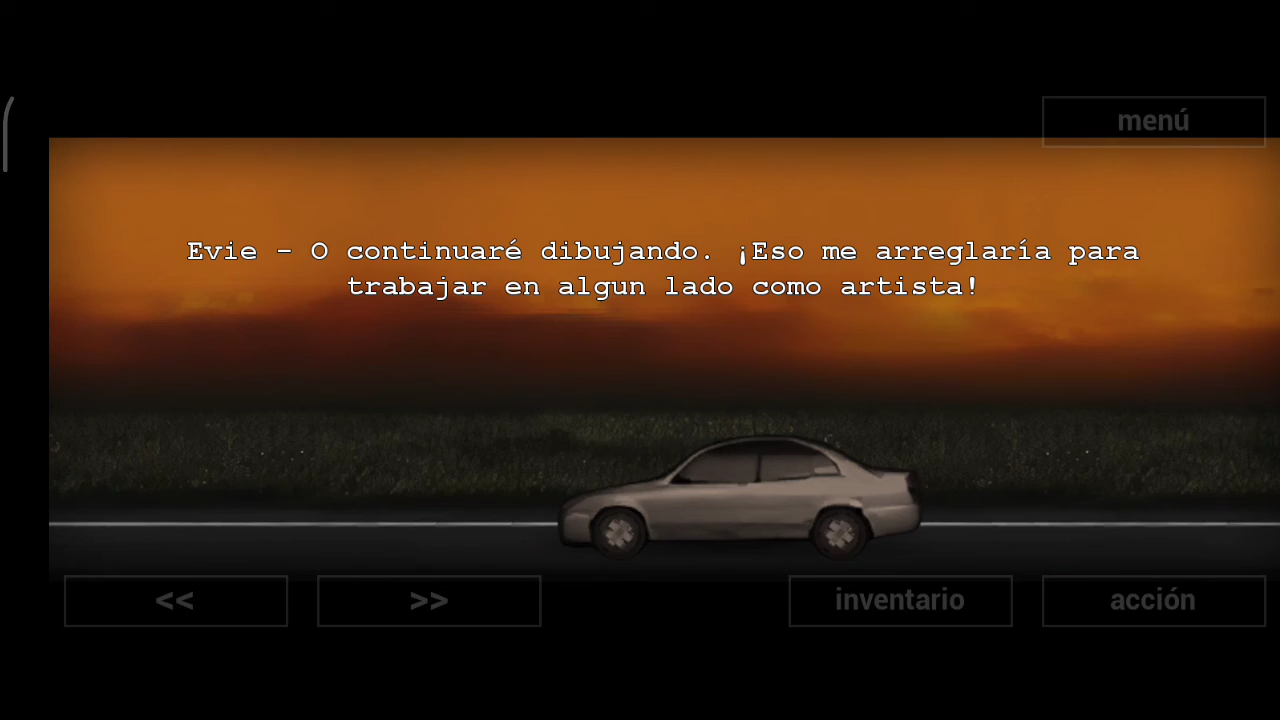 menú
Evie – O continuaré dibujando. ¡Eso me arreglaría para
trabajar en algun lado como artista!
<< >> inventario acción